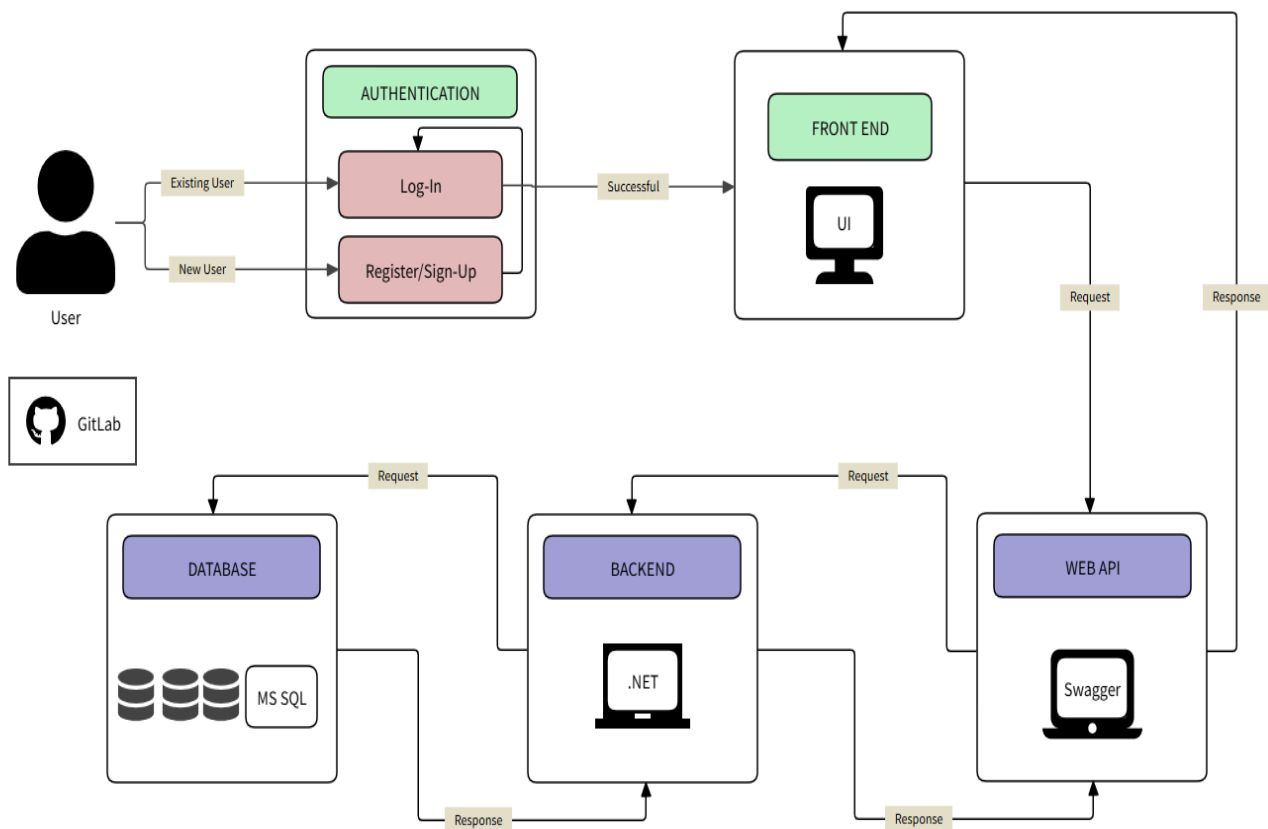 AUTHENTICATION
Log-In
Register/Sign-Up
Existing User
New User
User
Successful
FRONT END
UI
Request
Response
GitLab
Request
Request
DATABASE
MS SQL
BACKEND
.NET
WEB API
Swagger
Response
Response